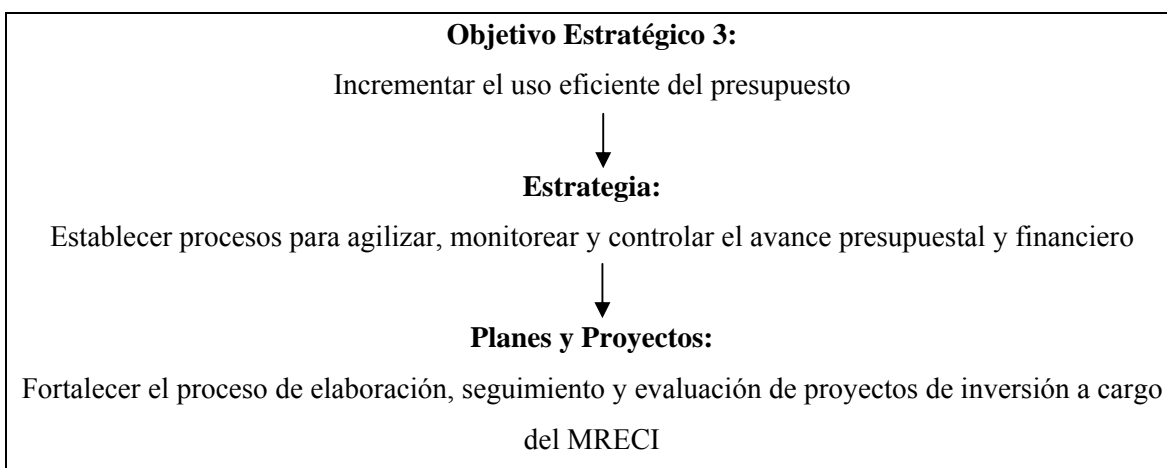 Objetivo Estratégico 3:
Incrementar el uso eficiente del presupuesto
Estrategia:
Establecer procesos para agilizar, monitorear y controlar el avance presupuestal y financiero
Planes y Proyectos:
Fortalecer el proceso de elaboración, seguimiento y evaluación de proyectos de inversión a cargo
del MRECI